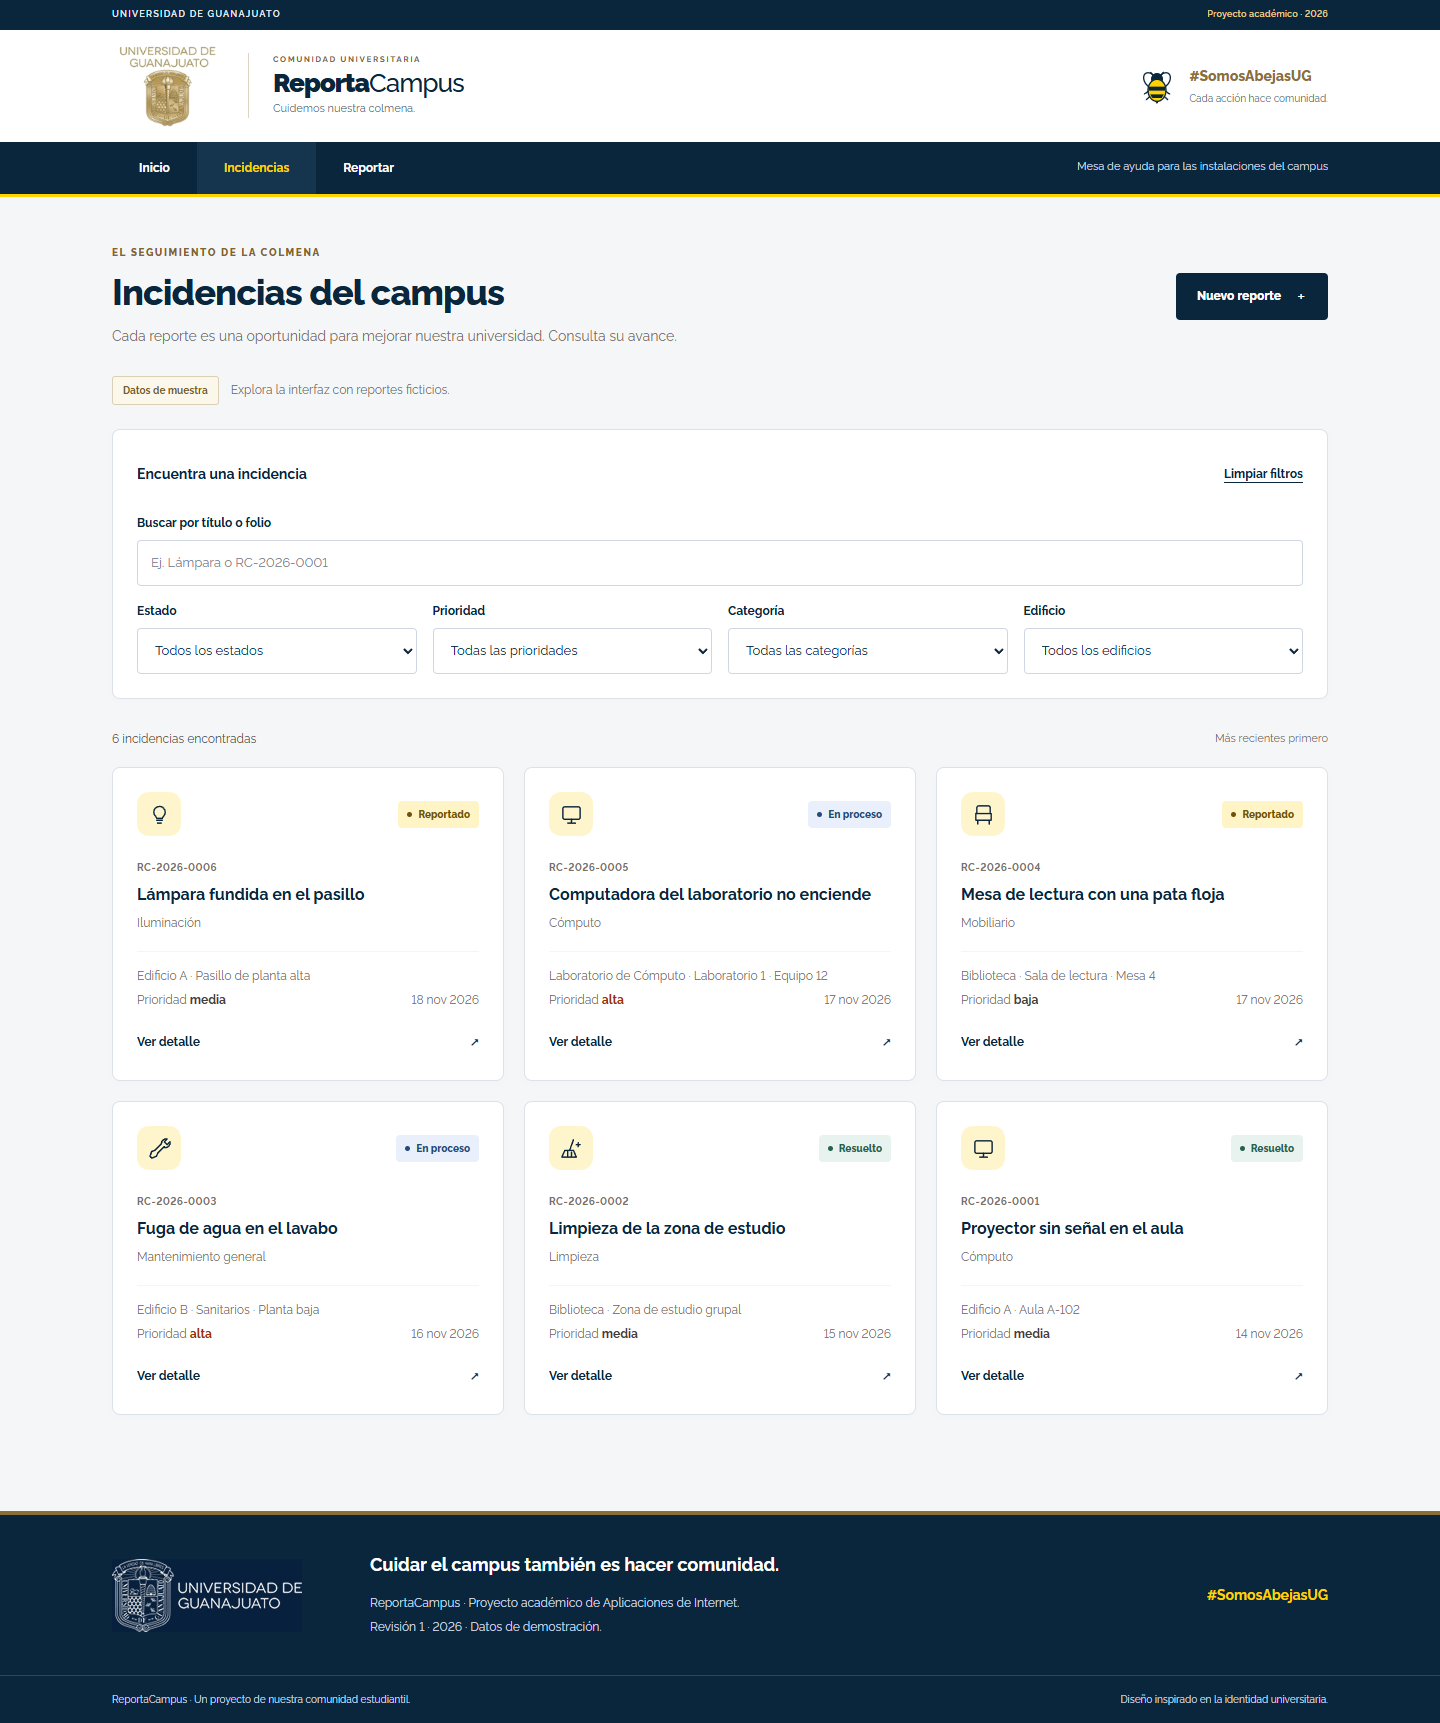 UNIVERSIDAD DE GUANAJUATO
Proyecto académico · 2026
UNIVERSIDAD DE
GUANAJUATO
COMUNIDAD UNIVERSITARIA
ReportaCampus
Cuidemos nuestra colmena.
#SomosAbejasUG
Cada acción hace comunidad.
Inicio
Incidencias
Reportar
Mesa de ayuda para las instalaciones del campus
EL SEGUIMIENTO DE LA COLMENA
Incidencias del campus
Nuevo reporte +
Cada reporte es una oportunidad para mejorar nuestra universidad. Consulta su avance.
Datos de muestra
Explora la interfaz con reportes ficticios.
Encuentra una incidencia
Limpiar filtros
Buscar por título o folio
Ej. Lámpara o RC-2026-0001
Estado
Prioridad
Categoría
Edificio
Todos los estados
Todas las prioridades
Todas las categorías
Todos los edificios
6 incidencias encontradas
Más recientes primero
Reportado
RC-2026-0006
Lámpara fundida en el pasillo
Iluminación
Edificio A · Pasillo de planta alta
Prioridad media
18 nov 2026
Ver detalle ↗
En proceso
RC-2026-0005
Computadora del laboratorio no enciende
Cómputo
Laboratorio de Cómputo · Laboratorio 1 · Equipo 12
Prioridad alta
17 nov 2026
Ver detalle ↗
Reportado
RC-2026-0004
Mesa de lectura con una pata floja
Mobiliario
Biblioteca · Sala de lectura · Mesa 4
Prioridad baja
17 nov 2026
Ver detalle ↗
En proceso
RC-2026-0003
Fuga de agua en el lavabo
Mantenimiento general
Edificio B · Sanitarios · Planta baja
Prioridad alta
16 nov 2026
Ver detalle ↗
Resuelto
RC-2026-0002
Limpieza de la zona de estudio
Limpieza
Biblioteca · Zona de estudio grupal
Prioridad media
15 nov 2026
Ver detalle ↗
Resuelto
RC-2026-0001
Proyector sin señal en el aula
Cómputo
Edificio A · Aula A-102
Prioridad media
14 nov 2026
Ver detalle ↗
UNIVERSIDAD DE
GUANAJUATO
Cuidar el campus también es hacer comunidad.
ReportaCampus · Proyecto académico de Aplicaciones de Internet.
Revisión 1 · 2026 · Datos de demostración.
#SomosAbejasUG
ReportaCampus · Un proyecto de nuestra comunidad estudiantil.
Diseño inspirado en la identidad universitaria.